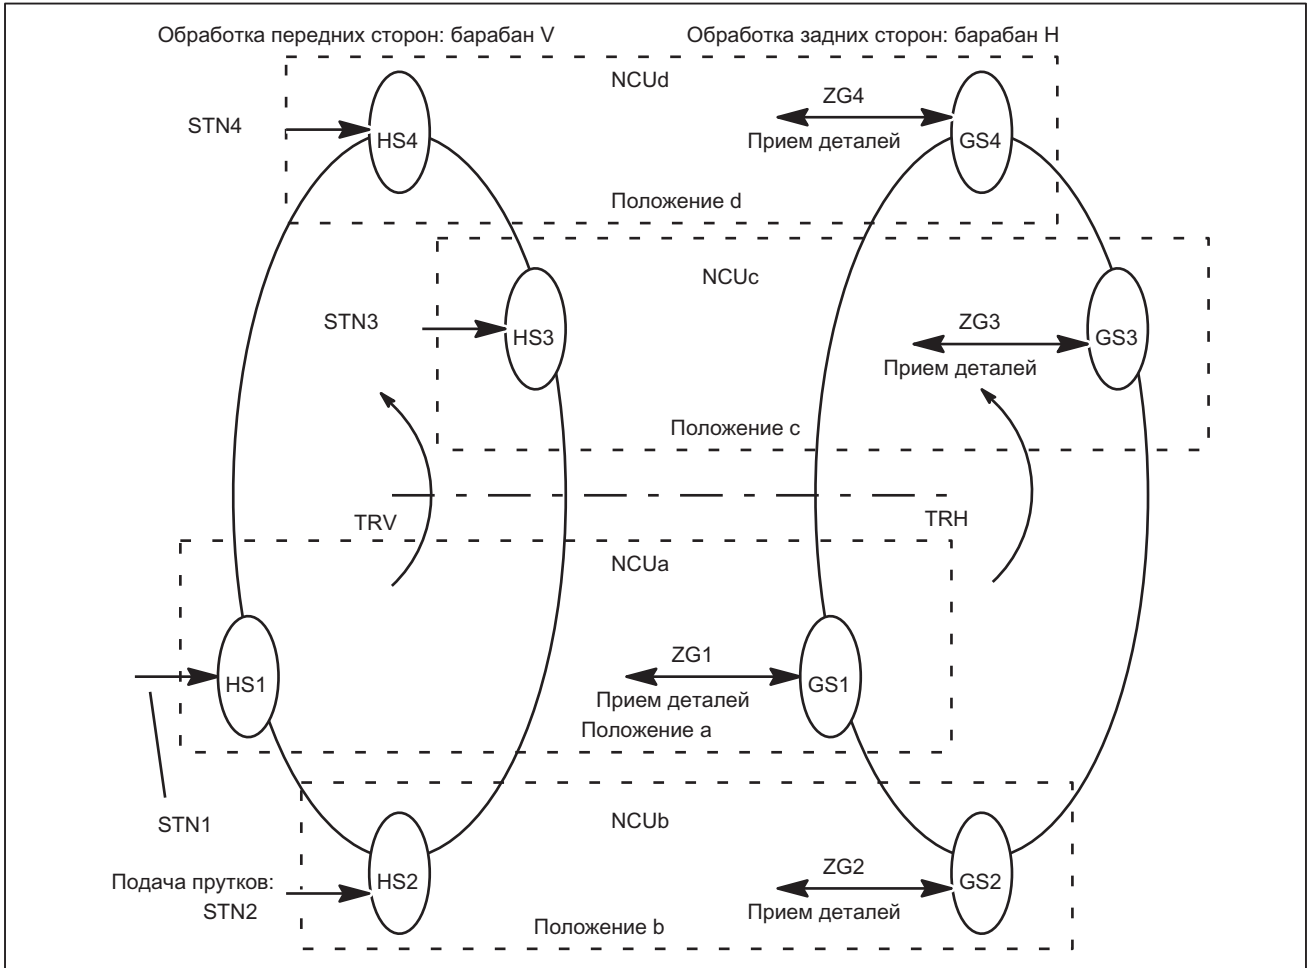 Обработка передних сторон: барабан V
Обработка задних сторон: барабан H
NCUd
ZG4
STN4
HS4
Прием деталей
GS4
Положение d
NCUc
STN3
ZG3
HS3
GS3
Прием деталей
Положение c
TRV
TRH
NCUa
ZG1
HS1
GS1
Прием деталей
Положение a
STN1
NCUb
Подача прутков:
STN2
HS2
ZG2
GS2
Прием деталей
Положение b